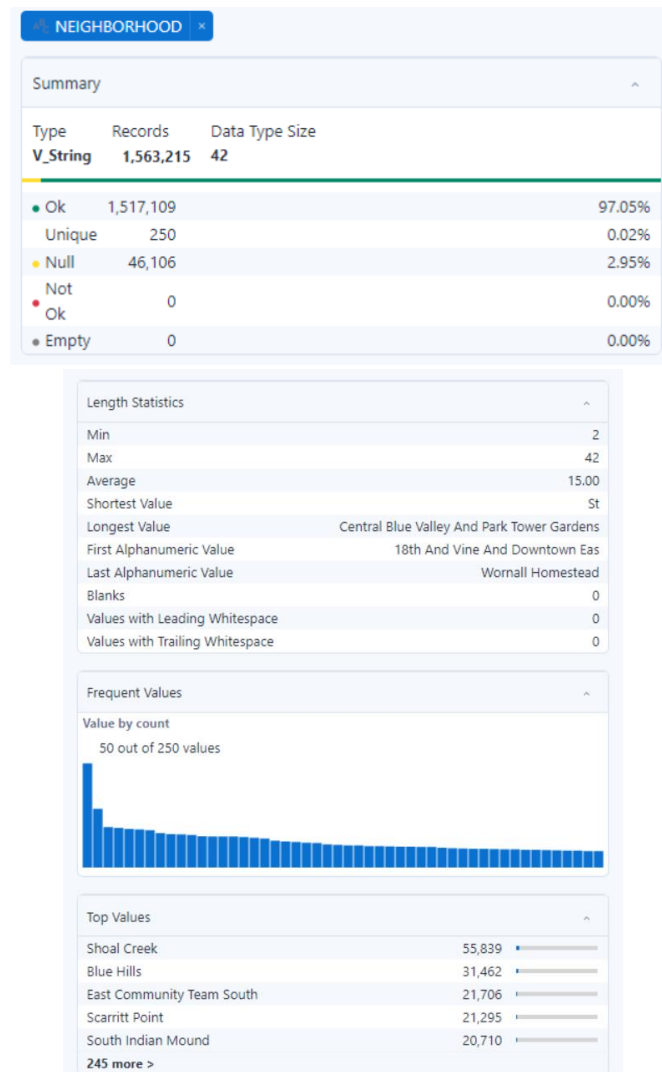 NEIGHBORHOOD ×
Summary
Type Records Data Type Size
V_String 1,563,215 42
Ok 1,517,109 97.05%
Unique 250 0.02%
Null 46,106 2.95%
Not
Ok 0 0.00%
Empty 0 0.00%
Length Statistics
Min 2
Max 42
Average 15.00
Shortest Value St
Longest Value Central Blue Valley And Park Tower Gardens
First Alphanumeric Value 18th And Vine And Downtown Eas
Last Alphanumeric Value Wornall Homestead
Blanks 0
Values with Leading Whitespace 0
Values with Trailing Whitespace 0
Frequent Values
Value by count
50 out of 250 values
Top Values
Shoal Creek 55,839
Blue Hills 31,462
East Community Team South 21,706
Scarritt Point 21,295
South Indian Mound 20,710
245 more >